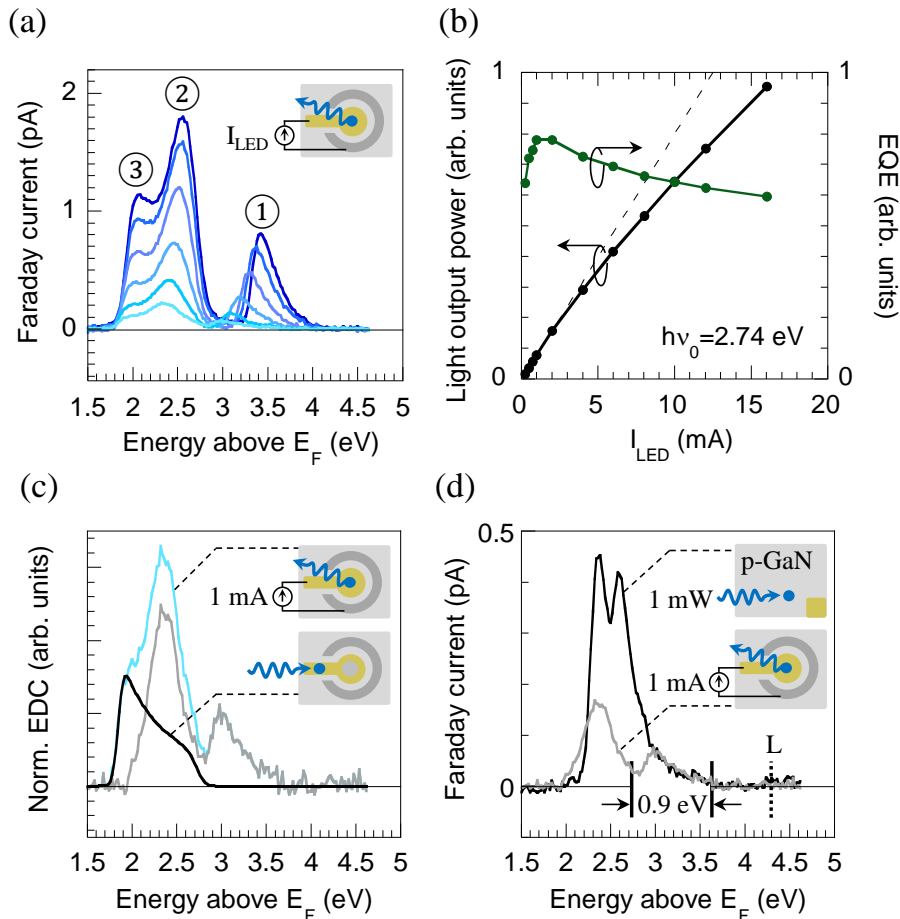 (a)
2
1
0
Faraday current (pA)
1.5 2 2.5 3 3.5 4 4.5 5
Energy above E_F (eV)
3
2
1
I_LED
(b)
1
0
Light output power (arb. units)
1
0
EQE (arb. units)
0 5 10 15 20
I_LED (mA)
hν₀=2.74 eV
(c)
Norm. EDC (arb. units)
1.5 2 2.5 3 3.5 4 4.5 5
Energy above E_F (eV)
1 mA
(d)
0.5
0
Faraday current (pA)
1.5 2 2.5 3 3.5 4 4.5 5
Energy above E_F (eV)
p-GaN
1 mW
1 mA
L
0.9 eV